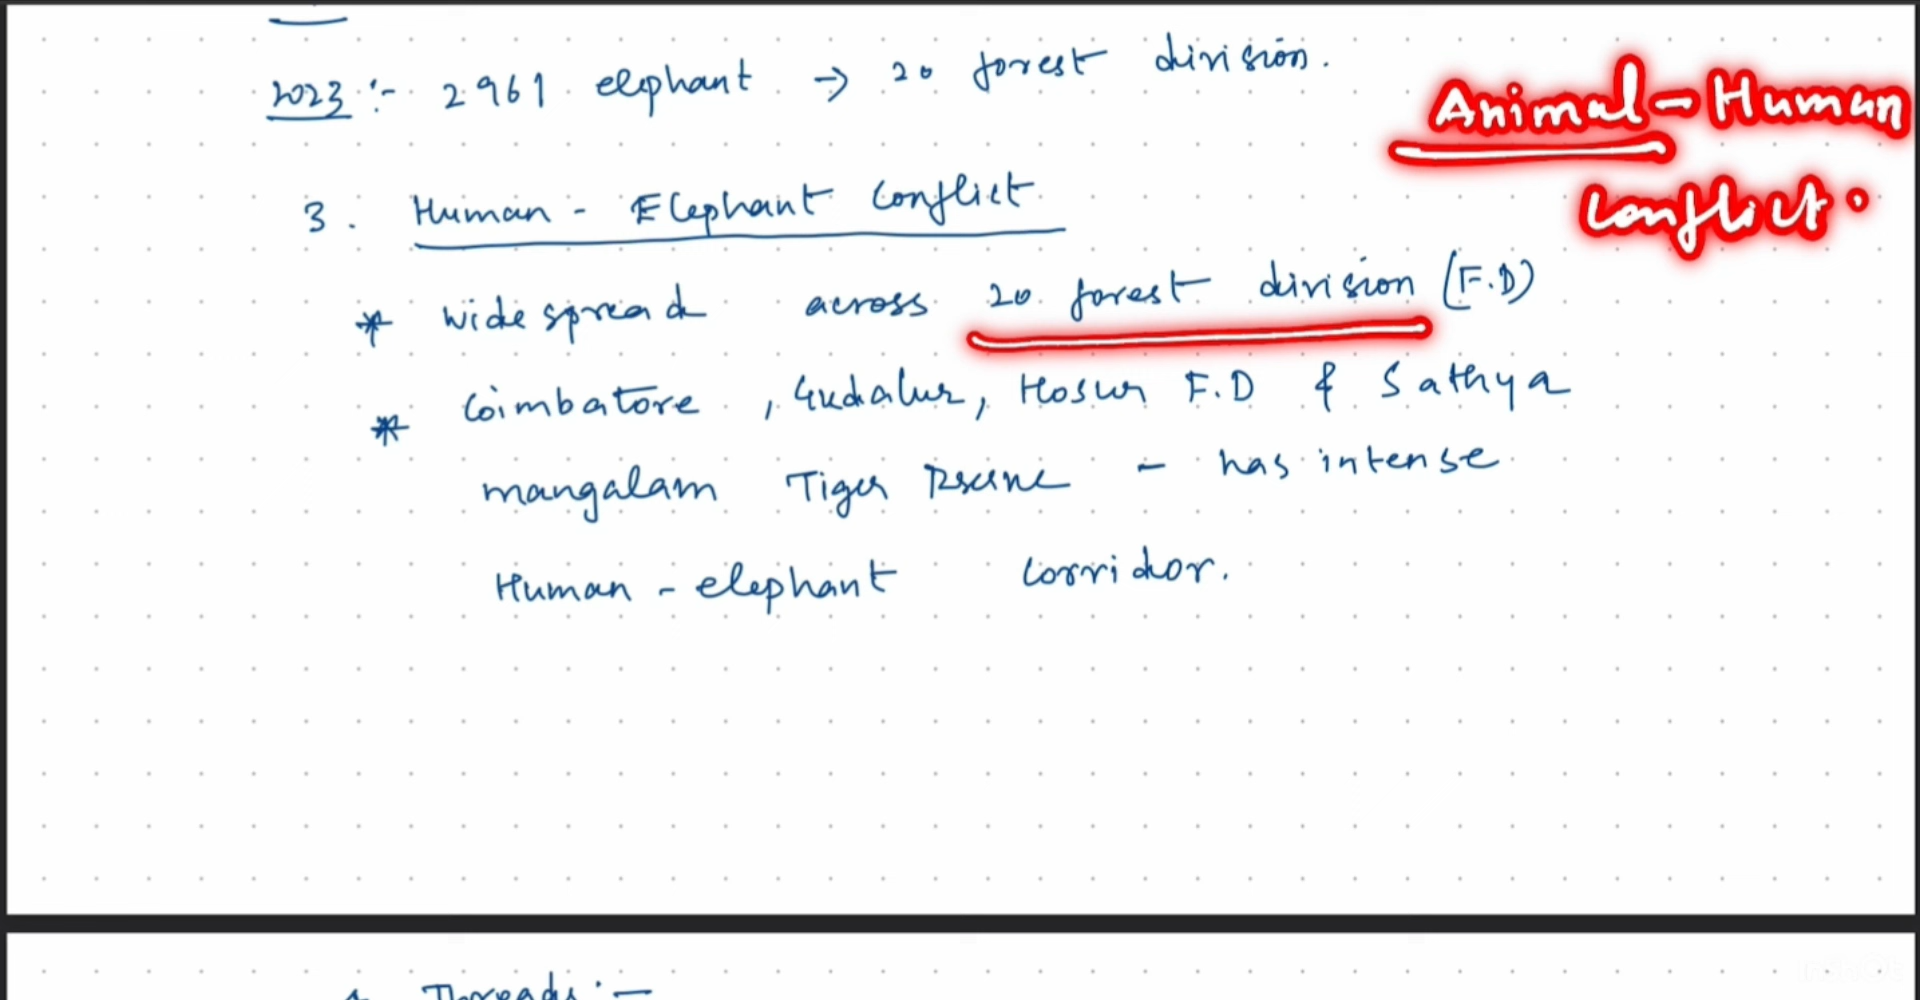 2023 :- 2961 elephant → 20 forest division.
Animal - Human
Conflict.
3. Human - Elephant Conflict
* wide spread across 20 forest division (F.D)
* Coimbatore, Gudalur, Hosur F.D & Sathya
mangalam Tiger - has intense
Human - elephant corridor.